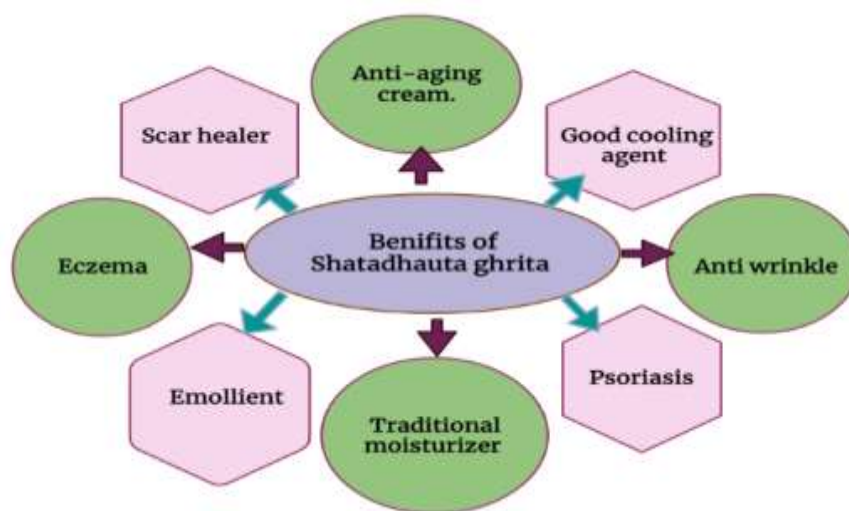 Anti-aging
cream.
Scar healer
Good cooling
agent
Benifits of
Shatadhauta ghrita
Eczema
Anti wrinkle
Emollient
Psoriasis
Traditional
moisturizer